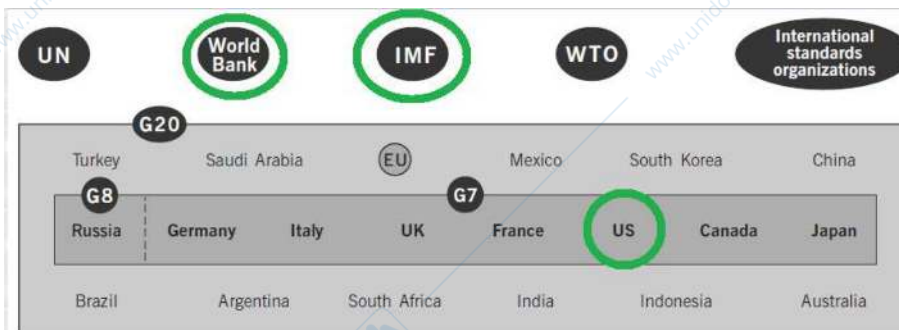 UN
World
Bank
IMF
WTO
International
standards
organizations
G20
Turkey Saudi Arabia EU Mexico South Korea China
G8 G7
Russia Germany Italy UK France US Canada Japan
Brazil Argentina South Africa India Indonesia Australia